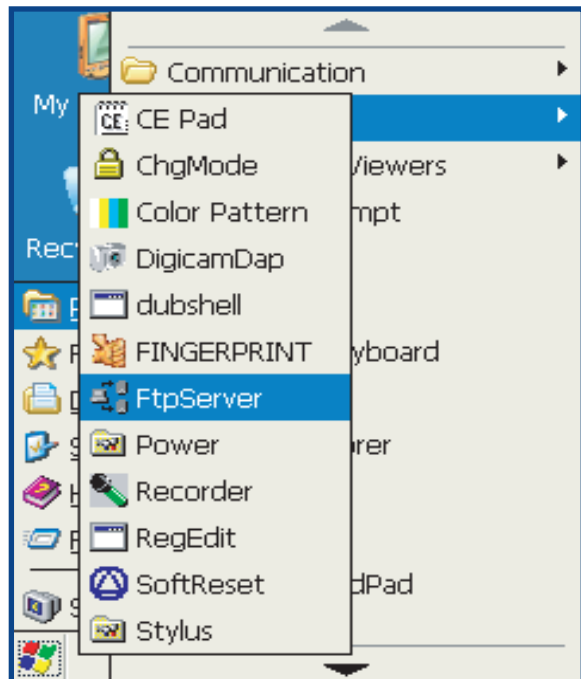 My
Communication
CE Pad
ChgMode
Viewers
Color Pattern
mpt
Rec
DigicamDap
dubshell
FINGERPRINT
yboard
FtpServer
Power
rer
Recorder
RegEdit
SoftReset
dPad
Stylus